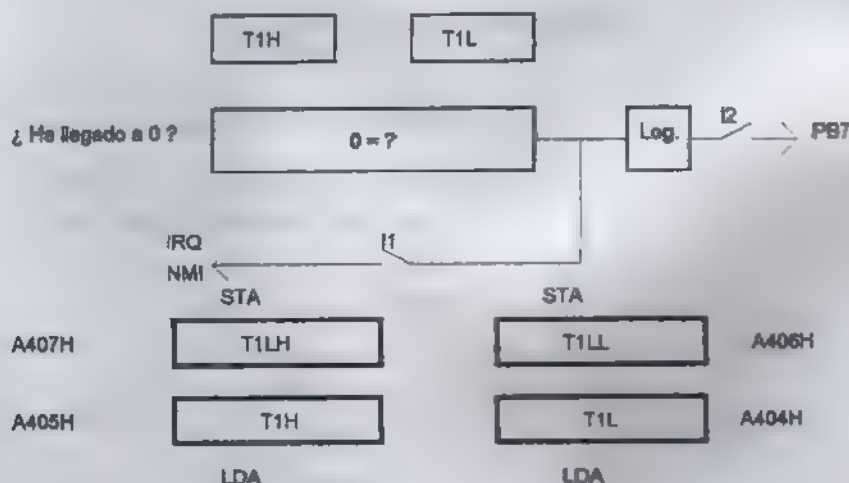 T1H T1L
¿ Ha llegado a 0 ? 0 = ? Log. I2 PB7
IRQ I1
NMI
STA STA
A407H T1LH T1LL A406H
A405H T1H T1L A404H
LDA LDA